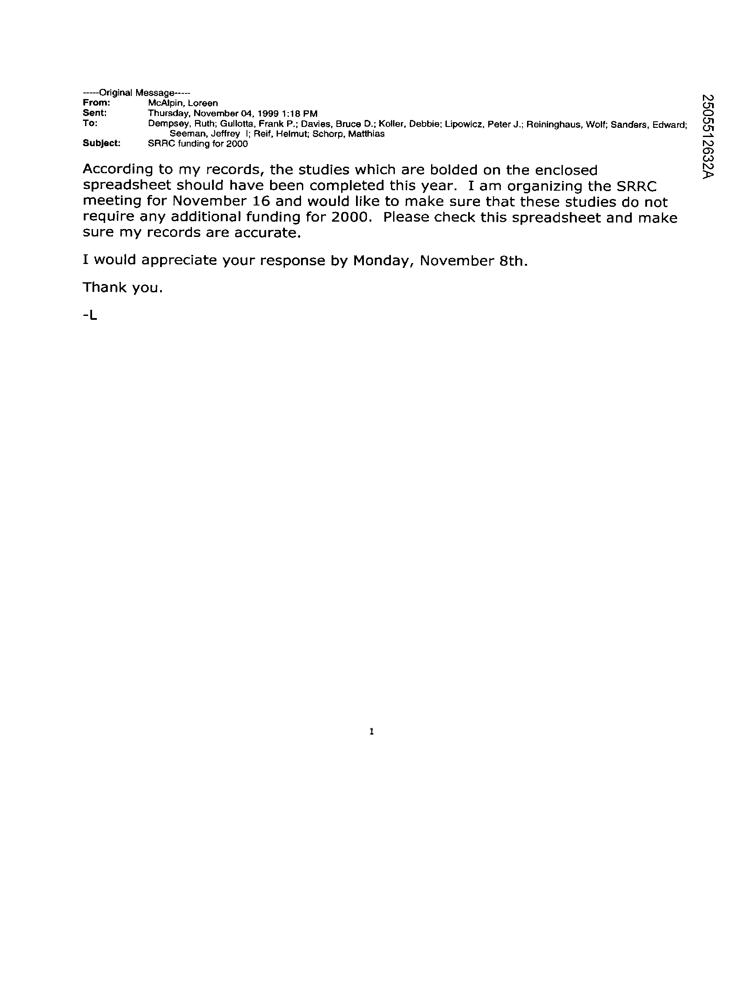 -----Original Message-----
From: McAlpin, Loreen
Sent: Thursday, November 04, 1999 1:18 PM
To: Dempsey, Ruth; Gullotta, Frank P.; Davies, Bruce D.; Koller, Debbie; Lipowicz, Peter J.; Reininghaus, Wolf; Sanders, Edward;
Seeman, Jeffrey I; Reif, Helmut; Schorp, Matthias
Subject: SRRC funding for 2000
According to my records, the studies which are bolded on the enclosed
spreadsheet should have been completed this year. I am organizing the SRRC
meeting for November 16 and would like to make sure that these studies do not
require any additional funding for 2000. Please check this spreadsheet and make
sure my records are accurate.
I would appreciate your response by Monday, November 8th.
Thank you.
-L
1
2505512632A